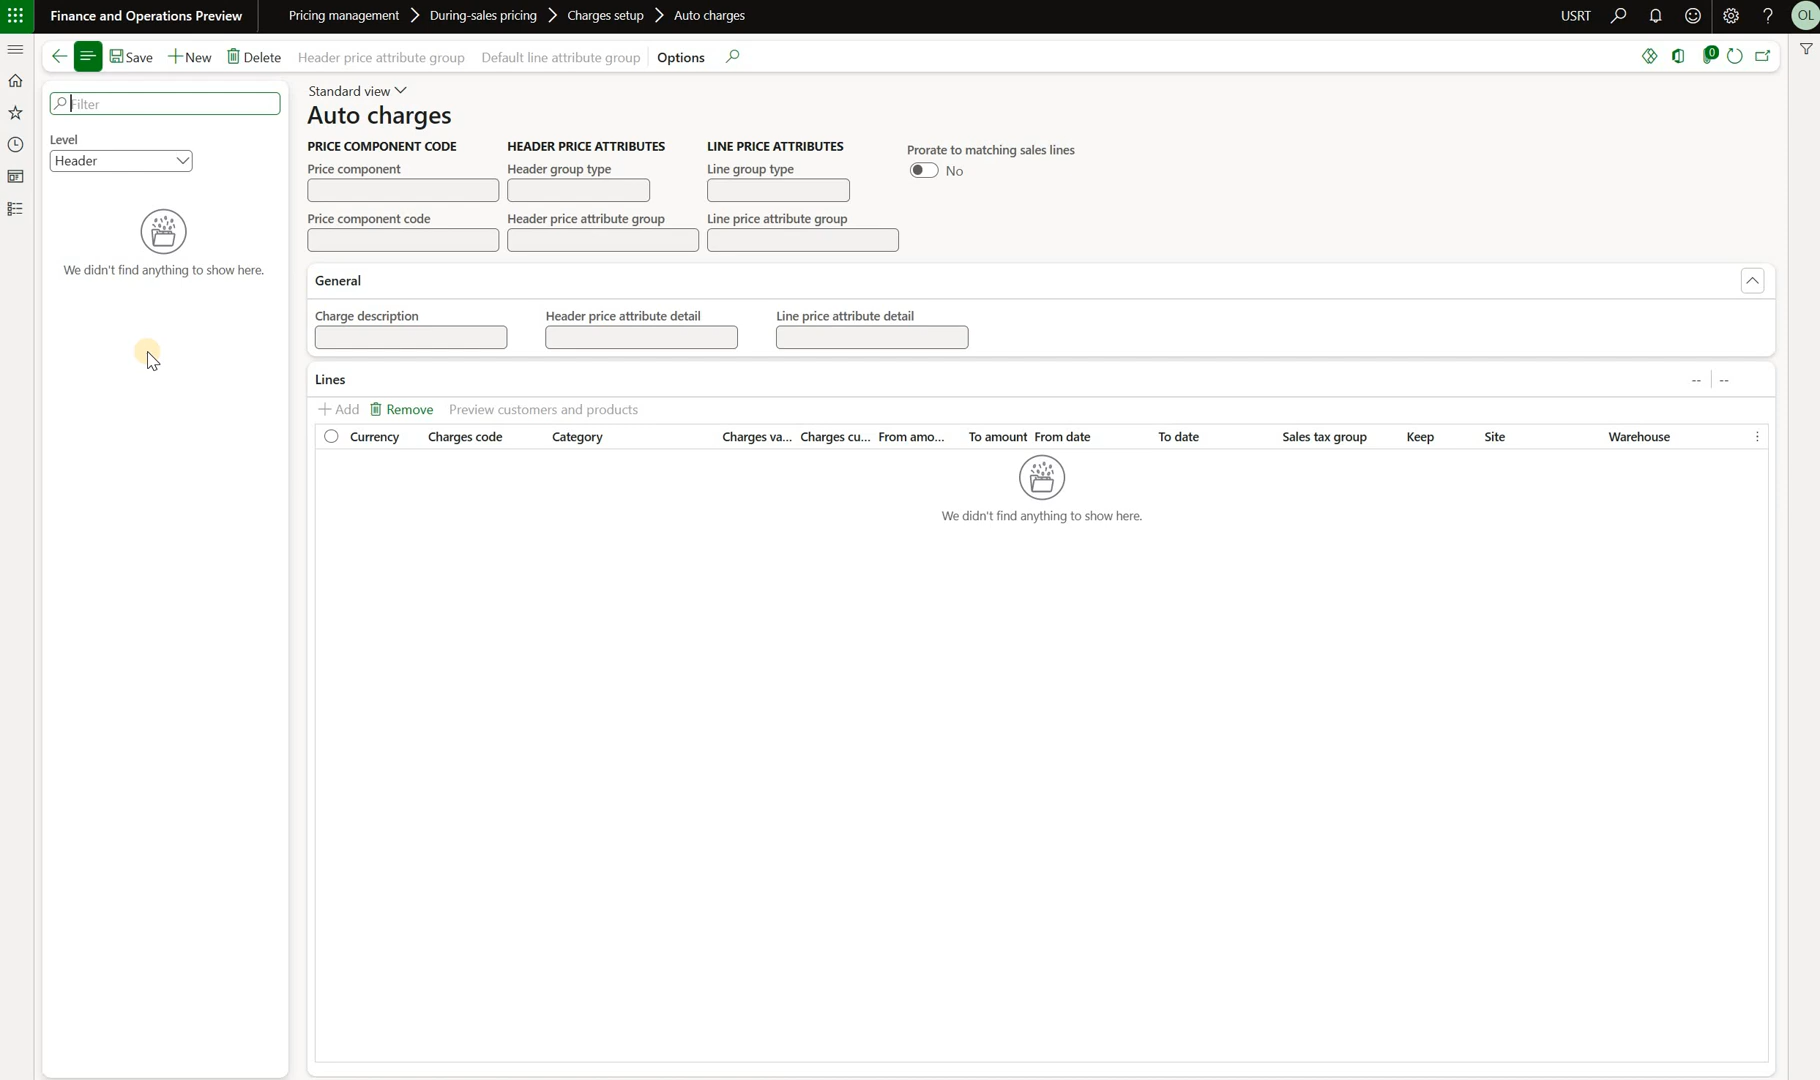 Finance and Operations Preview
Pricing management > During-sales pricing > Charges setup > Auto charges
USRT
?
OL
Save
New
Delete
Header price attribute group
Default line attribute group
Options
0
Filter
Level
Header
We didn't find anything to show here.
Standard view
Auto charges
PRICE COMPONENT CODE
HEADER PRICE ATTRIBUTES
LINE PRICE ATTRIBUTES
Prorate to matching sales lines
Price component
Header group type
Line group type
No
Price component code
Header price attribute group
Line price attribute group
General
Charge description
Header price attribute detail
Line price attribute detail
Lines
-- | --
Add
Remove
Preview customers and products
Currency
Charges code
Category
Charges va...
Charges cu...
From amo...
To amount
From date
To date
Sales tax group
Keep
Site
Warehouse
We didn't find anything to show here.